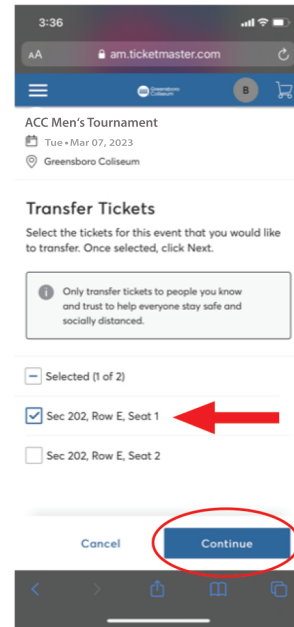 3:36
AA am.ticketmaster.com
Greensboro
Coliseum
B
ACC Men's Tournament
Tue • Mar 07, 2023
Greensboro Coliseum
Transfer Tickets
Select the tickets for this event that you would like
to transfer. Once selected, click Next.
Only transfer tickets to people you know
and trust to help everyone stay safe and
socially distanced.
Selected (1 of 2)
Sec 202, Row E, Seat 1
Sec 202, Row E, Seat 2
Cancel Continue